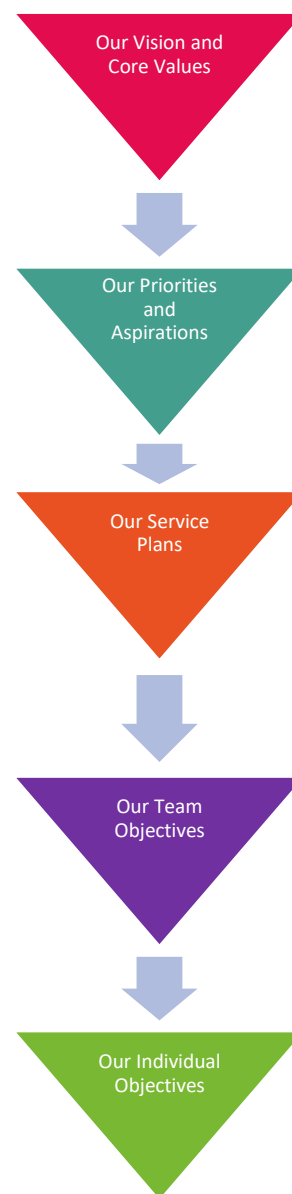 Our Vision and
Core Values
Our Priorities
and
Aspirations
Our Service
Plans
Our Team
Objectives
Our Individual
Objectives